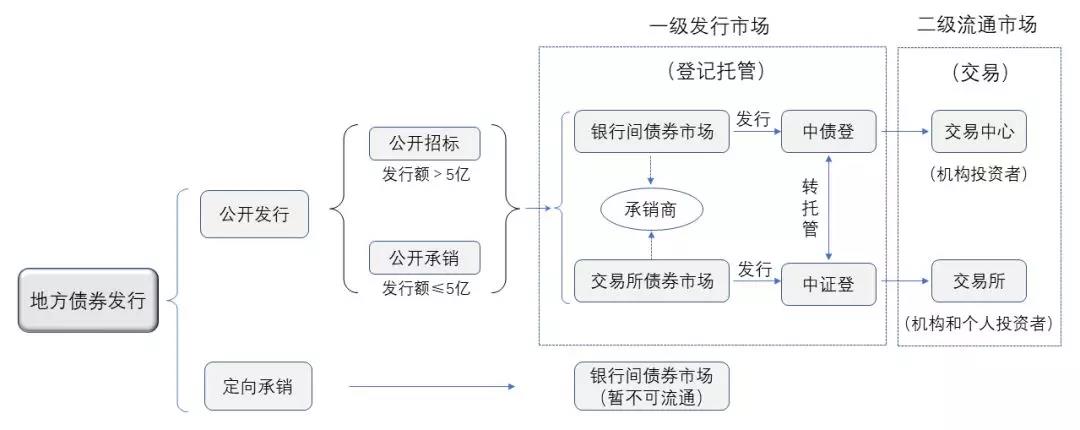 一级发行市场
二级流通市场
（登记托管）
（交易）
银行间债券市场
发行
中债登
交易中心
（机构投资者）
公开招标
发行额＞5亿
公开发行
承销商
转托管
公开承销
发行额≤5亿
交易所债券市场
发行
中证登
交易所
（机构和个人投资者）
地方债券发行
定向承销
银行间债券市场
（暂不可流通）